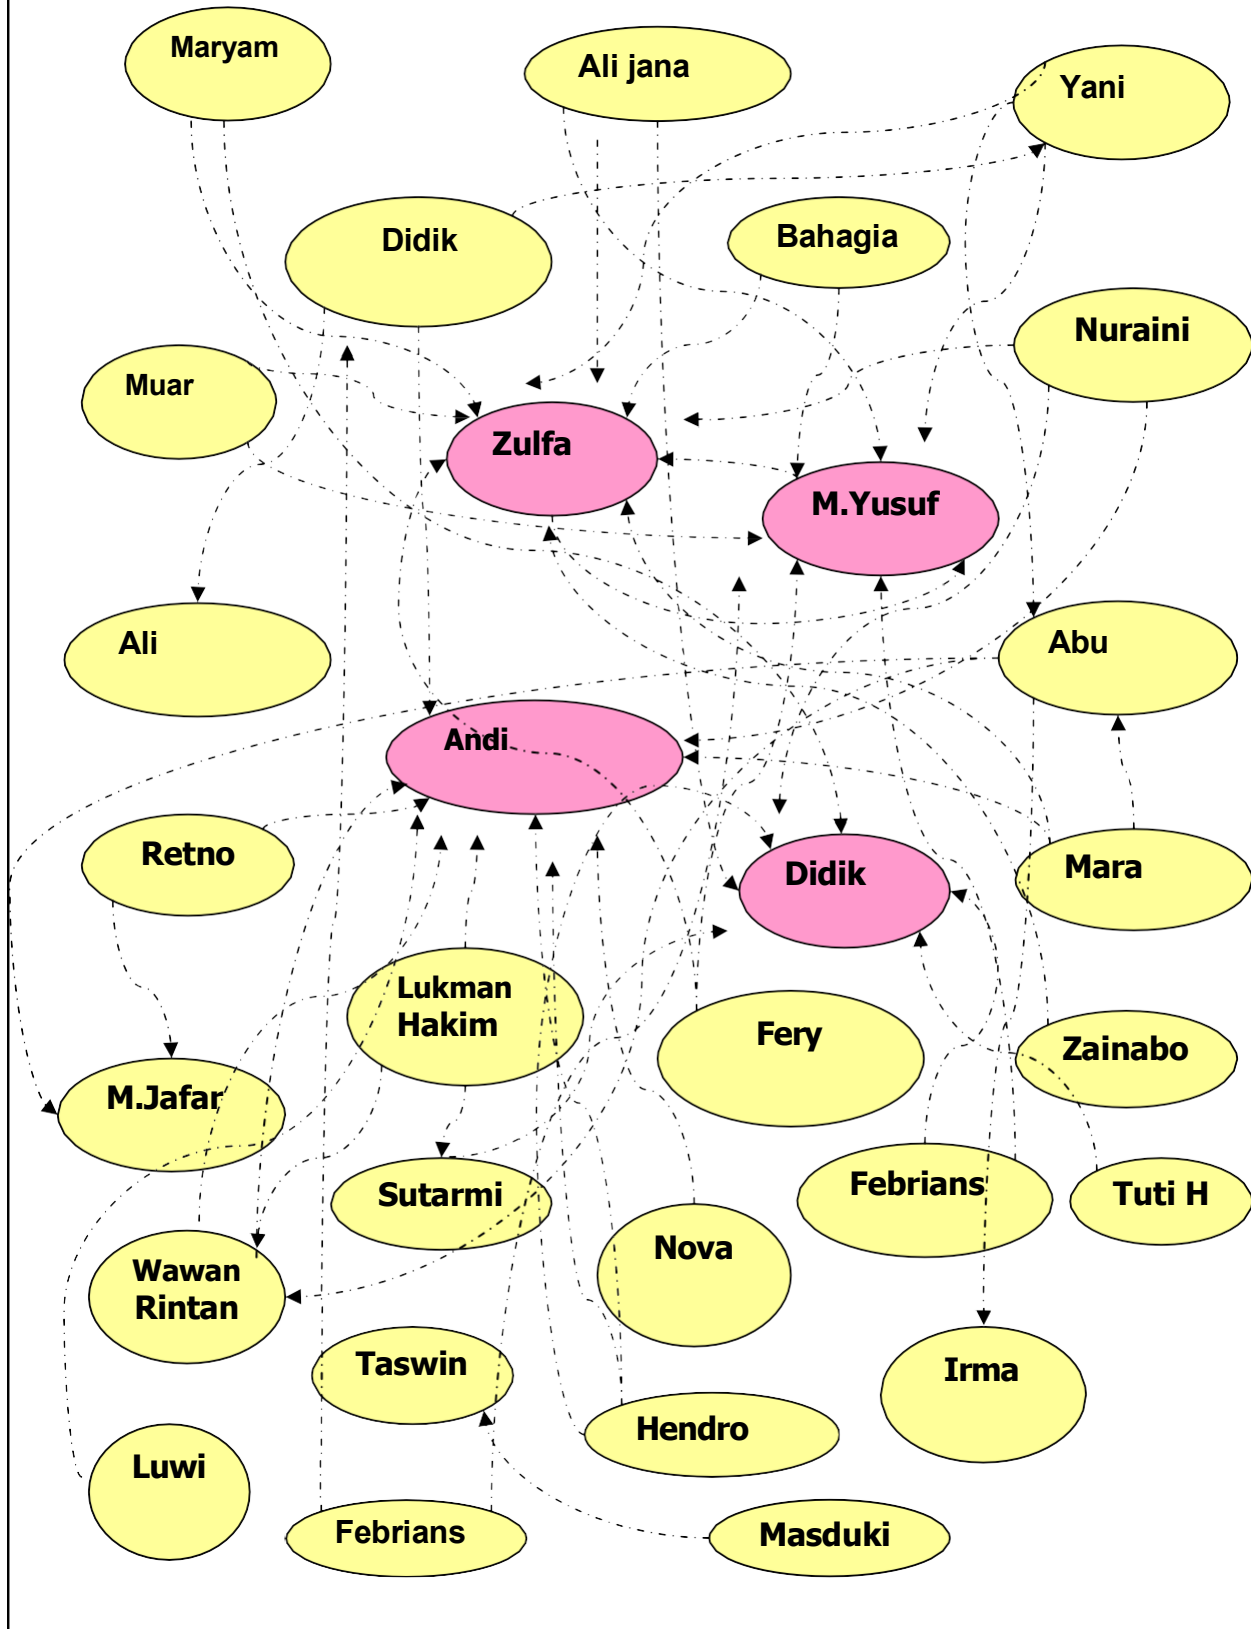 Maryam
Ali jana
Yani
Didik
Bahagia
Nuraini
Muar
Zulfa
M.Yusuf
Ali
Abu
Andi
Retno
Didik
Mara
Lukman
Hakim
Fery
Zainabo
M.Jafar
Sutarmi
Febrians
Tuti H
Nova
Wawan
Rintan
Taswin
Irma
Hendro
Luwi
Febrians
Masduki